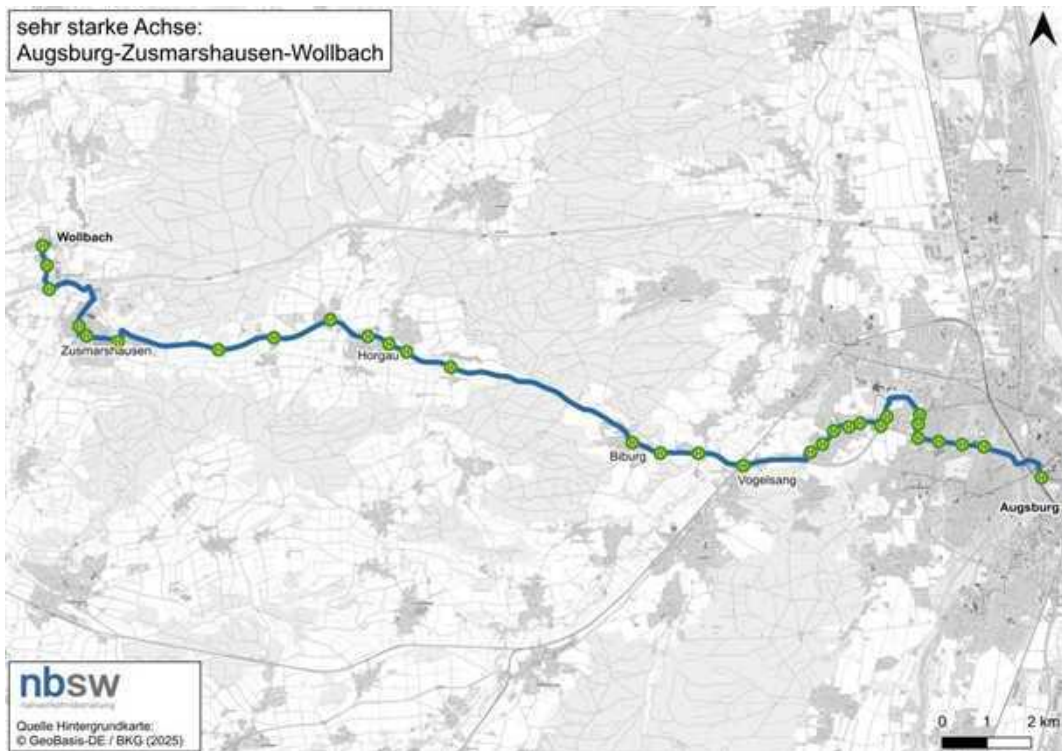 sehr starke Achse:
Augsburg-Zusmarshausen-Wollbach
Wollbach
Zusmarshausen
Horgau
Biburg
Vogelsang
Augsburg
nbsw
nahverkehrsberatung
Quelle Hintergrundkarte:
© GeoBasis-DE / BKG (2025)
0 1 2 km